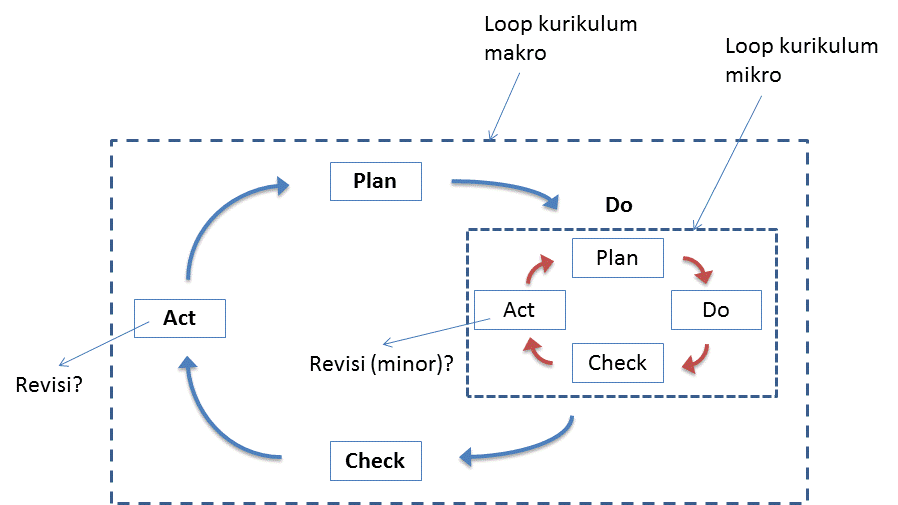 Loop kurikulum
makro
Loop kurikulum
mikro
Plan
Do
Plan
Act
Do
Check
Revisi (minor)?
Act
Revisi?
Check